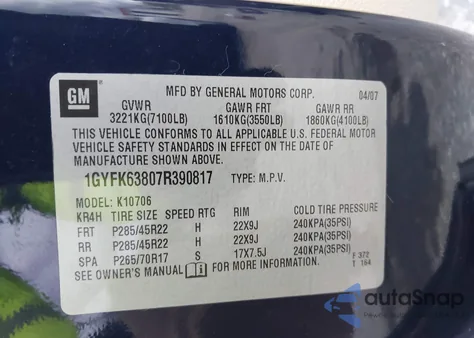 GM
MFD BY GENERAL MOTORS CORP. 04/07
GVWR GAWR FRT GAWR RR
3221KG(7100LB) 1610KG(3550LB) 1860KG(4100LB)
THIS VEHICLE CONFORMS TO ALL APPLICABLE U.S. FEDERAL MOTOR
VEHICLE SAFETY STANDARDS IN EFFECT ON THE DATE OF
MANUFACTURE SHOWN ABOVE.
1GYFK63807R390817 TYPE: M.P.V.
MODEL: K10706
KR4H TIRE SIZE SPEED RTG RIM COLD TIRE PRESSURE
FRT P285/45R22 H 22X9J 240KPA(35PSI)
RR P285/45R22 H 22X9J 240KPA(35PSI)
SPA P265/70R17 S 17X7.5J 240KPA(35PSI)
SEE OWNER'S MANUAL FOR MORE INFORMATION. F 372
T 164
autoSnap